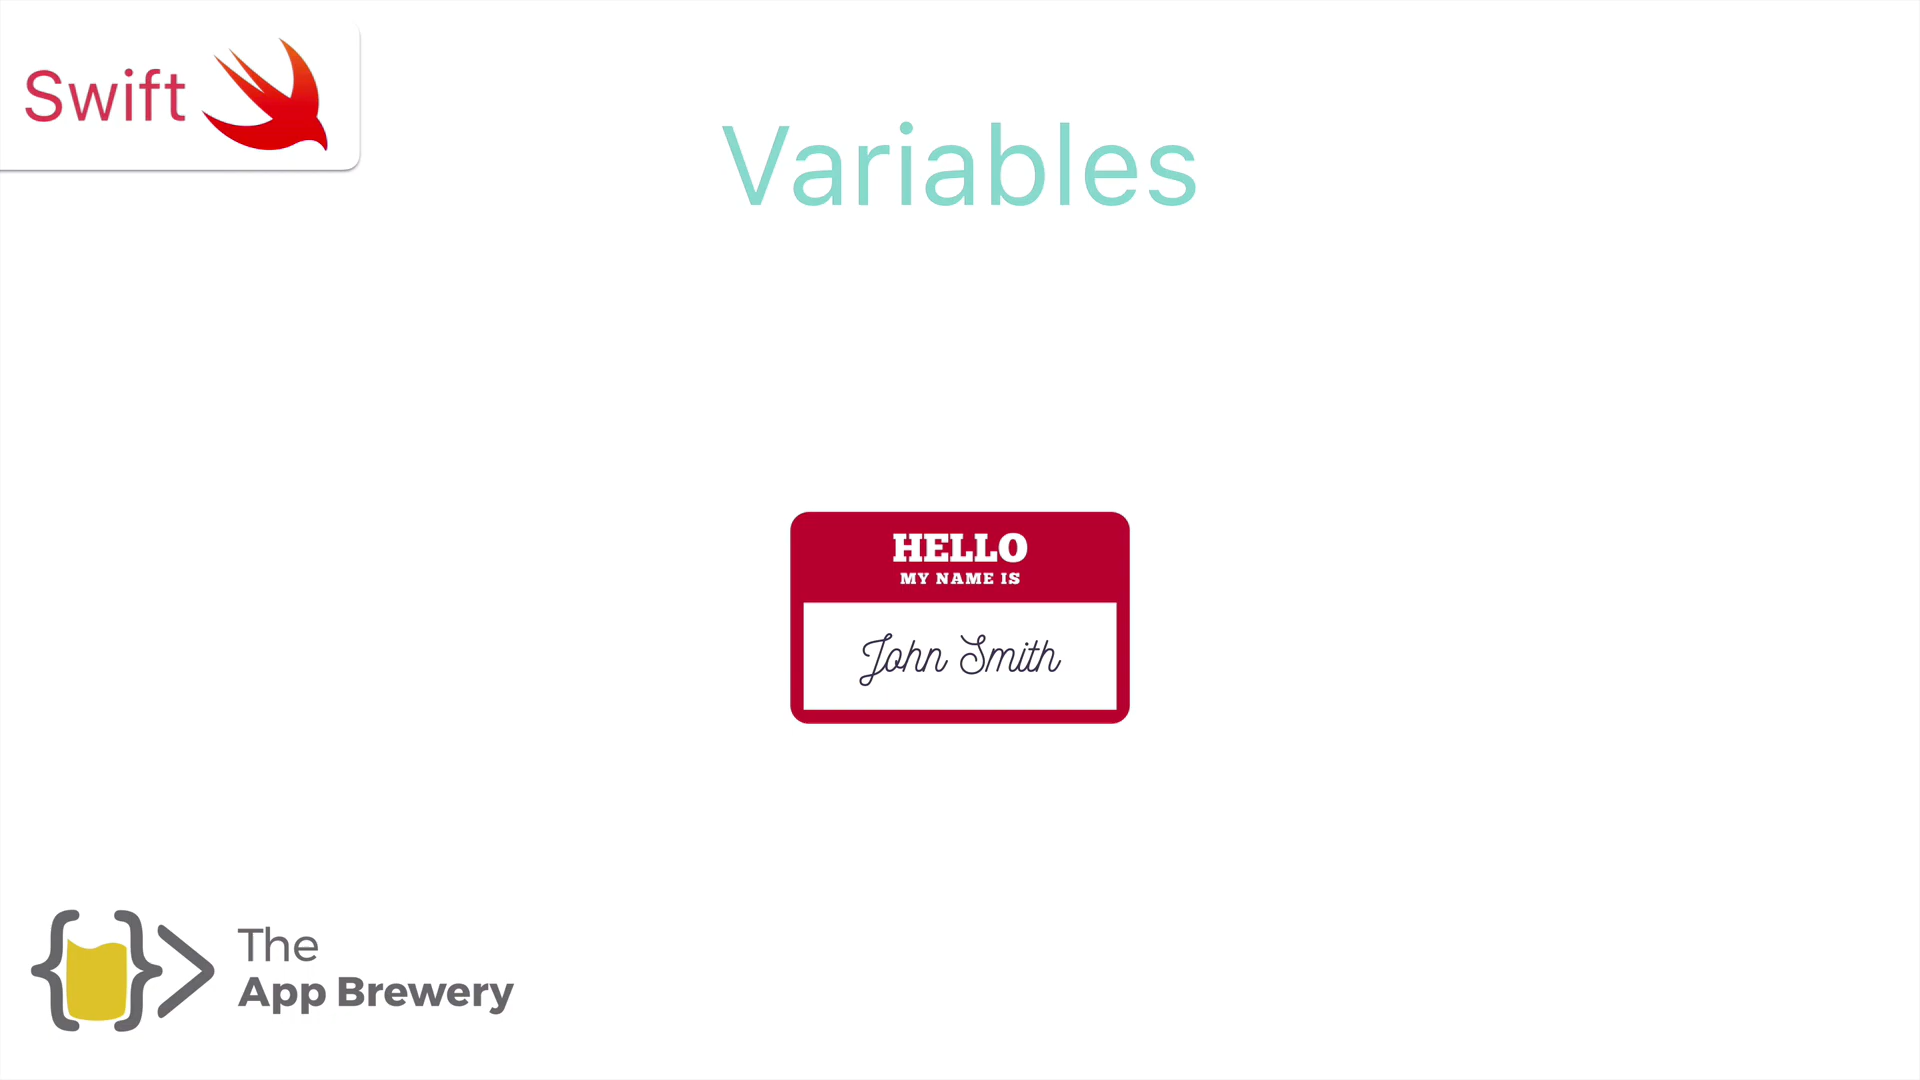 Swift
Variables
HELLO
MY NAME IS
John Smith
The
App Brewery